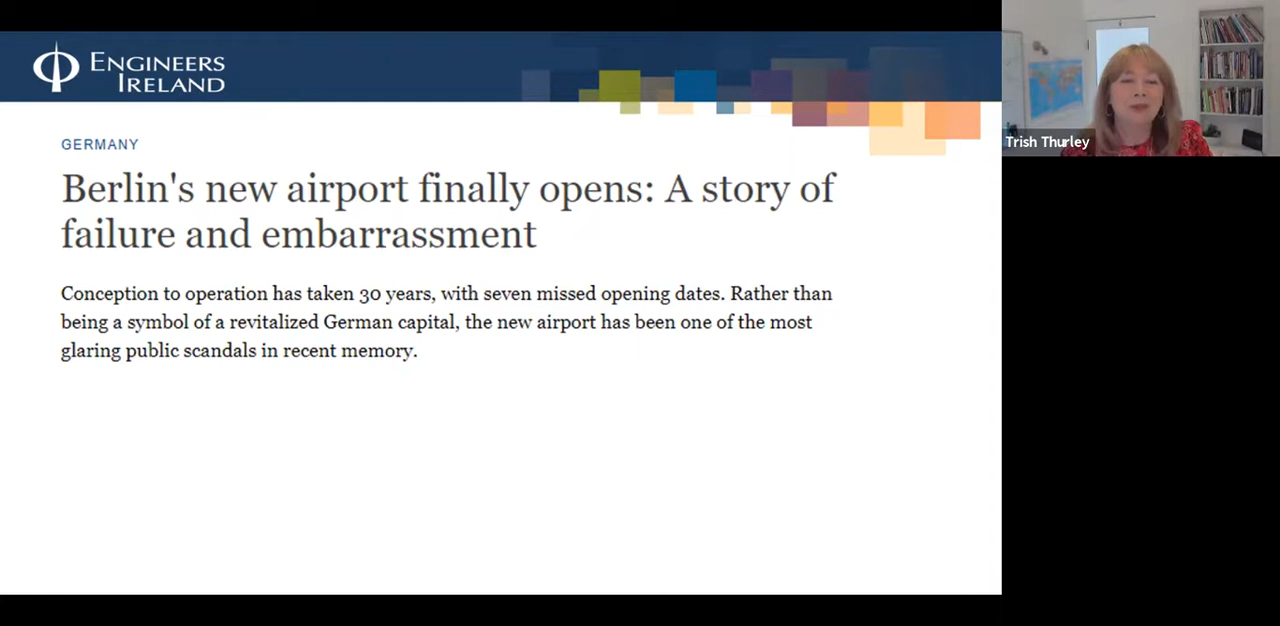 ENGINEERS
IRELAND
GERMANY
Berlin's new airport finally opens: A story of
failure and embarrassment
Conception to operation has taken 30 years, with seven missed opening dates. Rather than
being a symbol of a revitalized German capital, the new airport has been one of the most
glaring public scandals in recent memory.
Trish Thurley